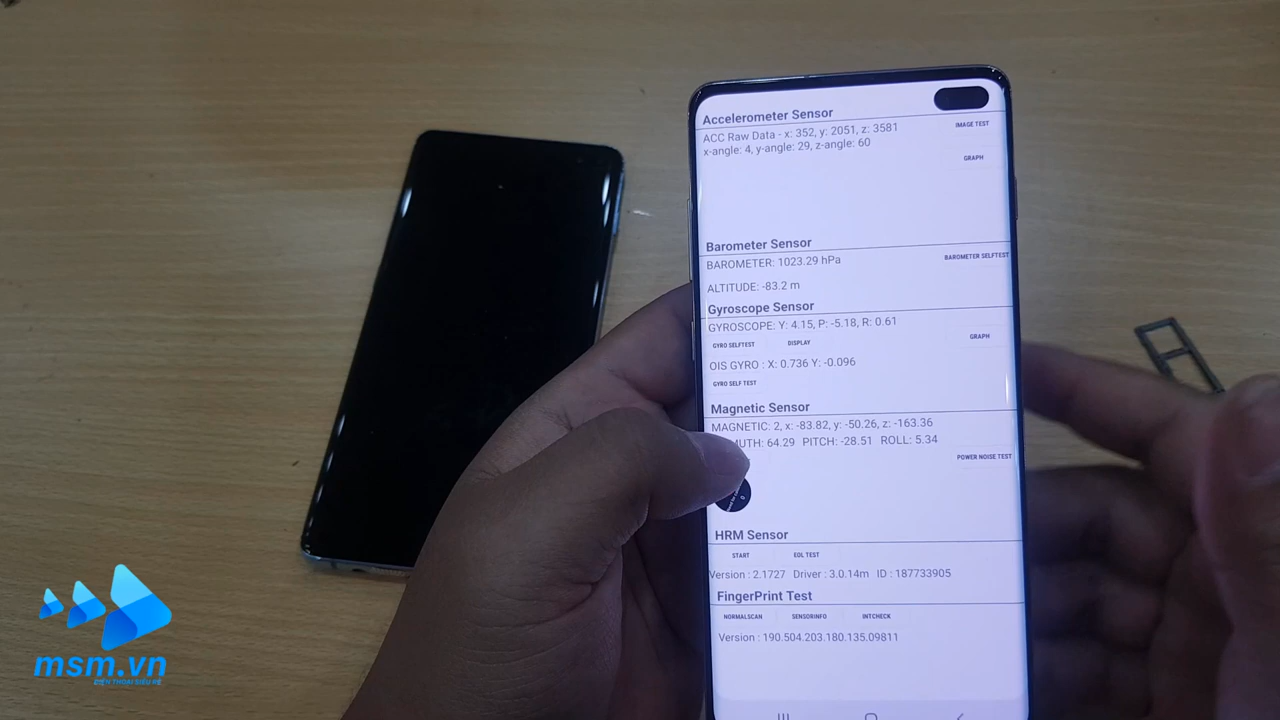 Accelerometer Sensor
ACC Raw Data - x: 352, y: 2051, z: 3581
IMAGE TEST
x-angle: 4, y-angle: 29, z-angle: 60
GRAPH
Barometer Sensor
BAROMETER: 1023.29 hPa
BAROMETER SELFTEST
ALTITUDE: -83.2 m
Gyroscope Sensor
GYROSCOPE: Y: 4.15, P: -5.18, R: 0.61
GYRO SELFTEST DISPLAY GRAPH
OIS GYRO : X: 0.736 Y: -0.096
GYRO SELF TEST
Magnetic Sensor
MAGNETIC: 2, x: -83.82, y: -50.26, z: -163.36
MUTH: 64.29 PITCH: -28.51 ROLL: 5.34
POWER NOISE TEST
0
HRM Sensor
START EOL TEST
Version : 2.1727 Driver : 3.0.14m ID : 187733905
FingerPrint Test
NORMALSCAN SENSORINFO INTCHECK
Version : 190.504.203.180.135.09811
msm.vn
ĐIỆN THOẠI SIÊU RẺ